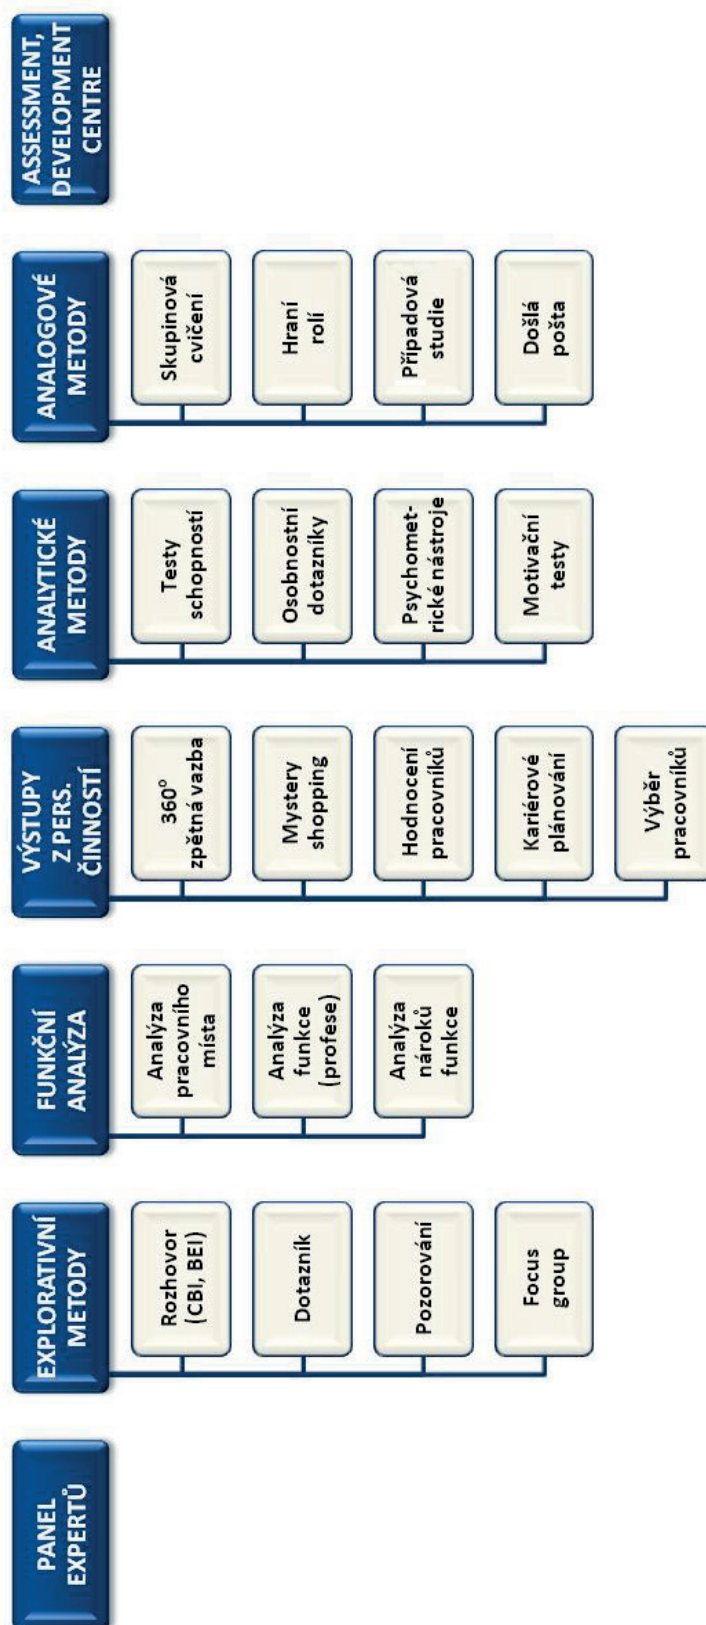 PANEL
EXPERTŮ
EXPLORATIVNÍ
METODY
Rozhovor
(CBI, BEI)
Dotazník
Pozorování
Focus
group
FUNKČNÍ
ANALÝZA
Analýza
pracovního
místa
Analýza
funkce
(profese)
Analýza
nároků
funkce
VÝSTUPY
Z PERS.
ČINNOSTÍ
360°
zpětná vazba
Mystery
shopping
Hodnocení
pracovníků
Kariérové
plánování
Výběr
pracovníků
ANALYTICKÉ
METODY
Testy
schopností
Osobnostní
dotazníky
Psychomet-
rické nástroje
Motivační
testy
ANALOGOVÉ
METODY
Skupinová
cvičení
Hraní
rolí
Případová
studie
Došlá
pošta
ASSESSMENT,
DEVELOPMENT
CENTRE